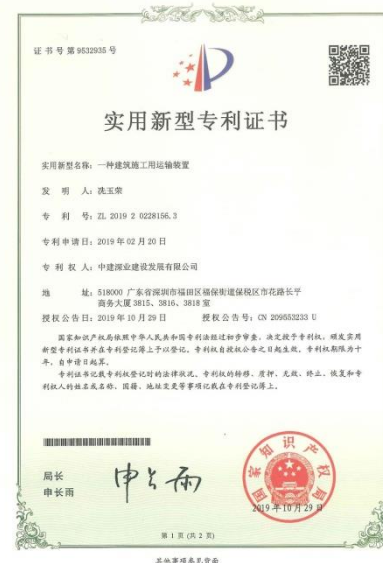 证书号第9532935号
实用新型专利证书
实用新型名称：一种建筑施工用运输装置
发明人：冼玉荣
专利号：ZL 2019 2 0228156.3
专利申请日：2019年02月20日
专利权人：中建深业建设发展有限公司
地址：518000 广东省深圳市福田区福保街道保税区市花路长平
商务大厦3815、3816、3818室
授权公告日：2019年10月29日 授权公告号：CN 209553233 U
国家知识产权局依照中华人民共和国专利法经过初步审查，决定授予专利权，颁发实用
新型专利证书并在专利登记簿上予以登记。专利权自授权公告之日起生效。专利权期限为十
年，自申请日起算。
专利证书记载专利权登记时的法律状况。专利权的转移、质押、无效、终止、恢复和专
利权人的姓名或名称、国籍、地址变更等事项记载在专利登记簿上。
局长
申长雨
申长雨
国家知识产权局
2019年10月29日
第1页（共2页）
其他事项参见背面